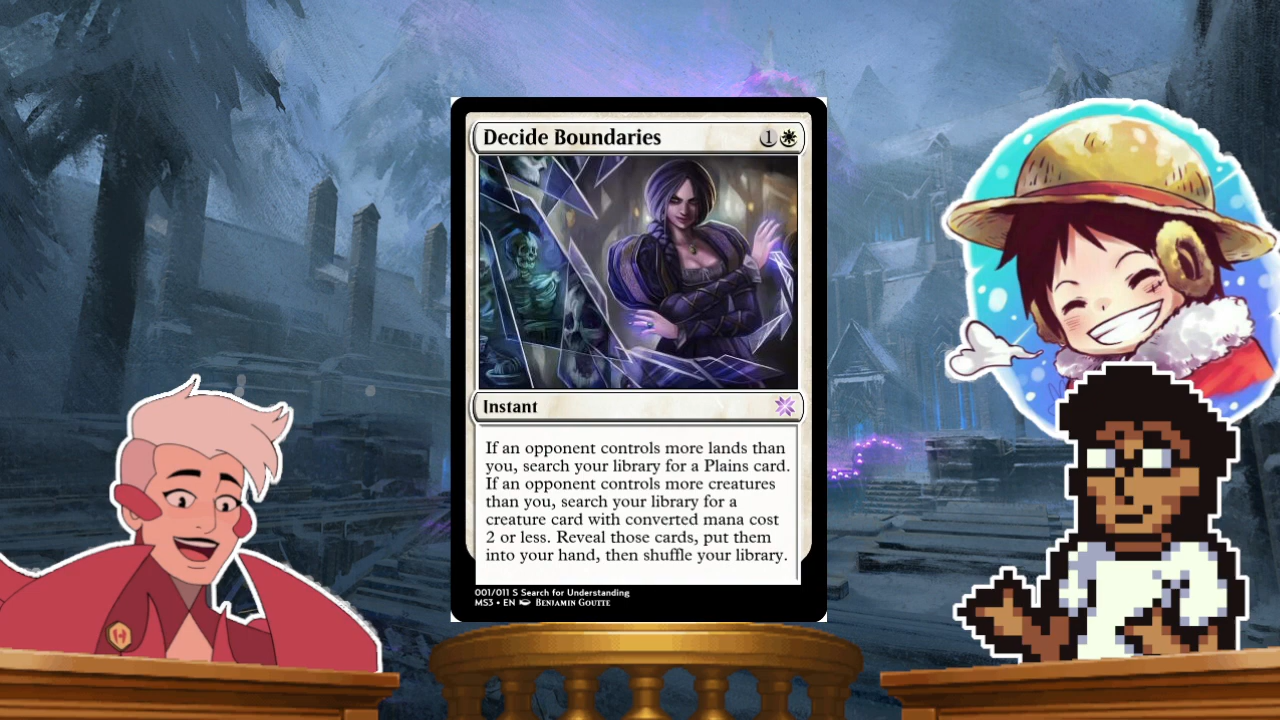 Decide Boundaries 1
Instant
If an opponent controls more lands than
you, search your library for a Plains card.
If an opponent controls more creatures
than you, search your library for a
creature card with converted mana cost
2 or less. Reveal those cards, put them
into your hand, then shuffle your library.
001/011 S Search for Understanding
MS3 • EN Benjamin Goutte